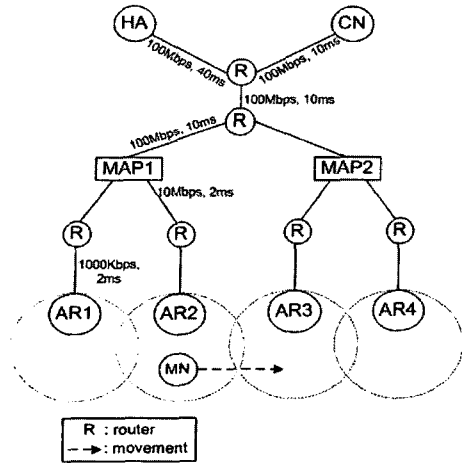 HA
CN
100Mbps, 40ms
100Mbps, 10ms
R
100Mbps, 10ms
100Mbps, 10ms
R
MAP1
MAP2
10Mbps, 2ms
R
R
R
R
1000Kbps,
2ms
AR1
AR2
AR3
AR4
MN
R : router
: movement